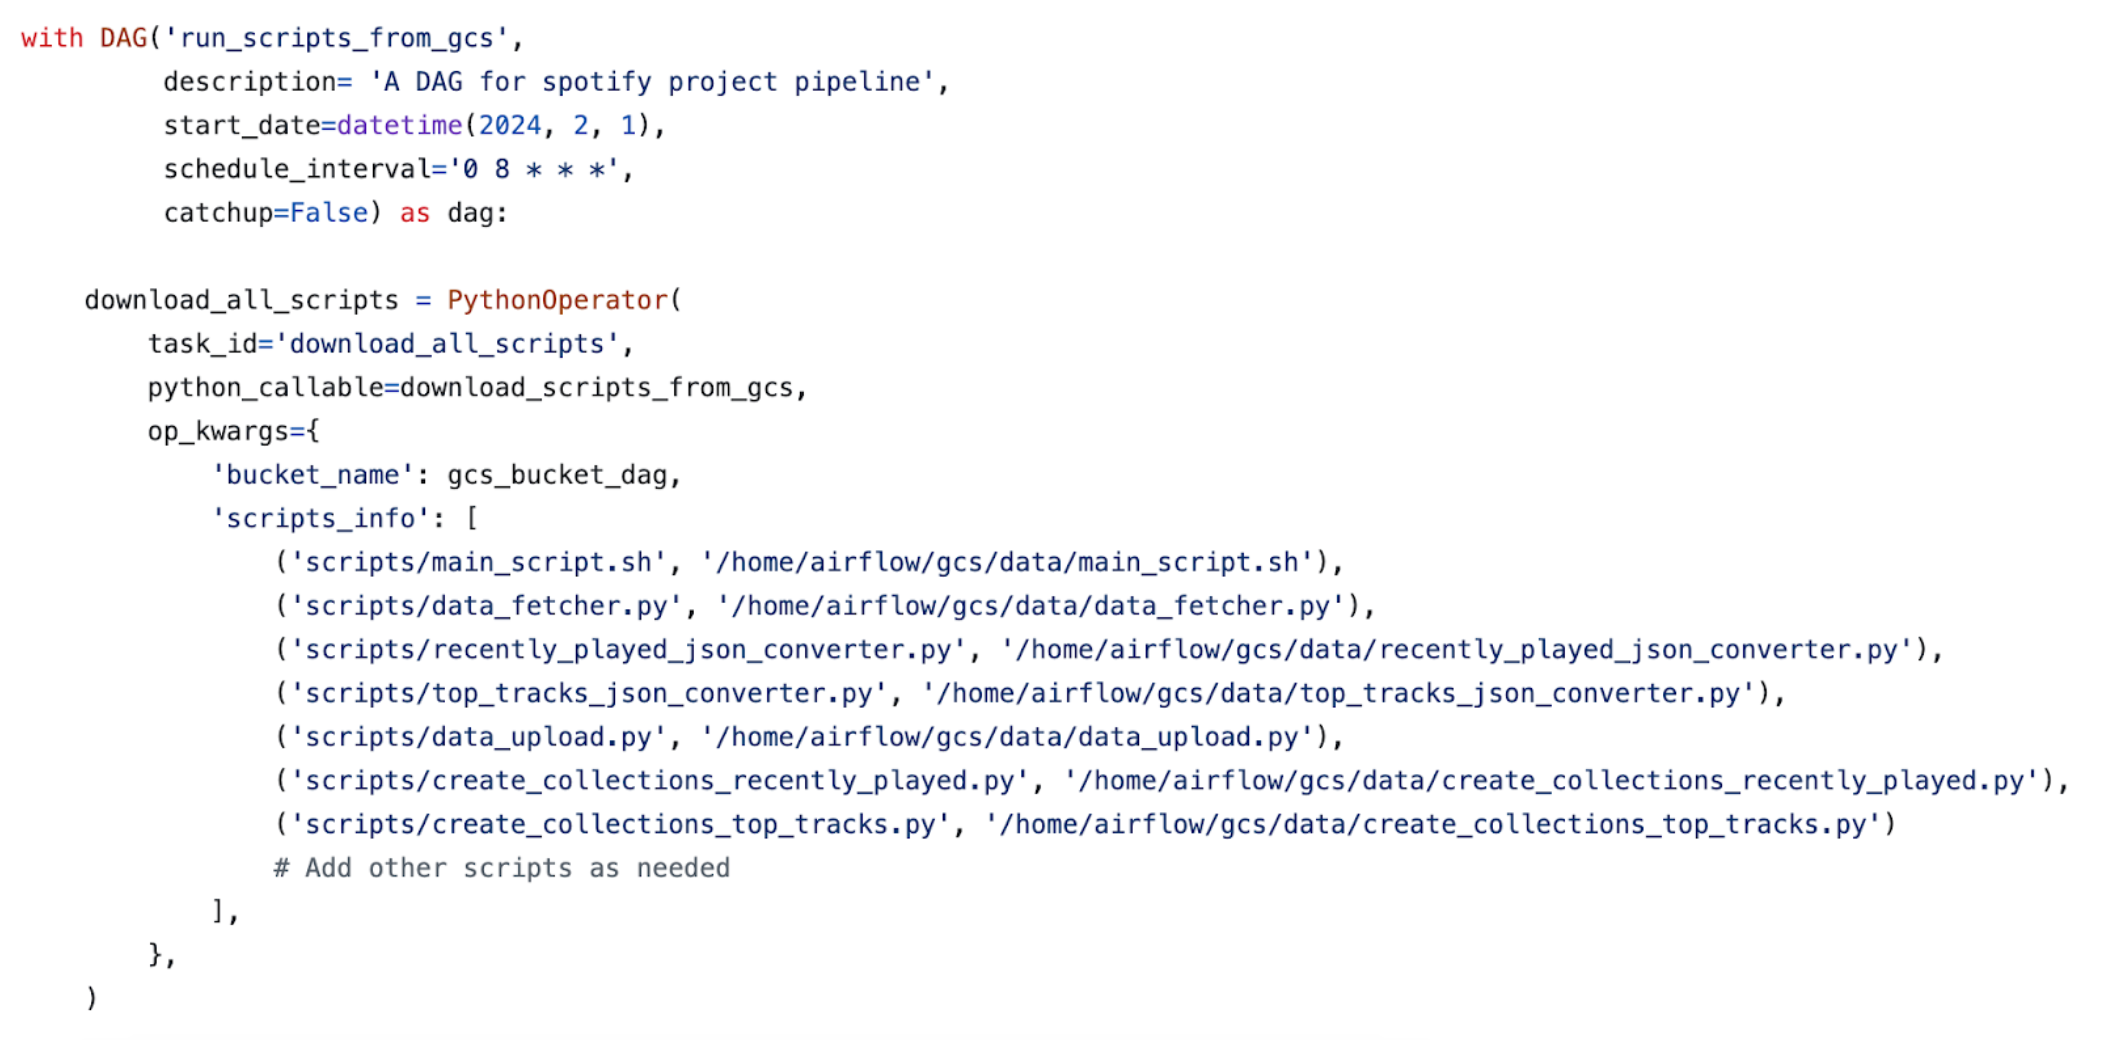 with DAG('run_scripts_from_gcs',
description= 'A DAG for spotify project pipeline',
start_date=datetime(2024, 2, 1),
schedule_interval='0 8 * * *',
catchup=False) as dag:
download_all_scripts = PythonOperator(
task_id='download_all_scripts',
python_callable=download_scripts_from_gcs,
op_kwargs={
'bucket_name': gcs_bucket_dag,
'scripts_info': [
('scripts/main_script.sh', '/home/airflow/gcs/data/main_script.sh'),
('scripts/data_fetcher.py', '/home/airflow/gcs/data/data_fetcher.py'),
('scripts/recently_played_json_converter.py', '/home/airflow/gcs/data/recently_played_json_converter.py'),
('scripts/top_tracks_json_converter.py', '/home/airflow/gcs/data/top_tracks_json_converter.py'),
('scripts/data_upload.py', '/home/airflow/gcs/data/data_upload.py'),
('scripts/create_collections_recently_played.py', '/home/airflow/gcs/data/create_collections_recently_played.py'),
('scripts/create_collections_top_tracks.py', '/home/airflow/gcs/data/create_collections_top_tracks.py')
# Add other scripts as needed
],
},
)